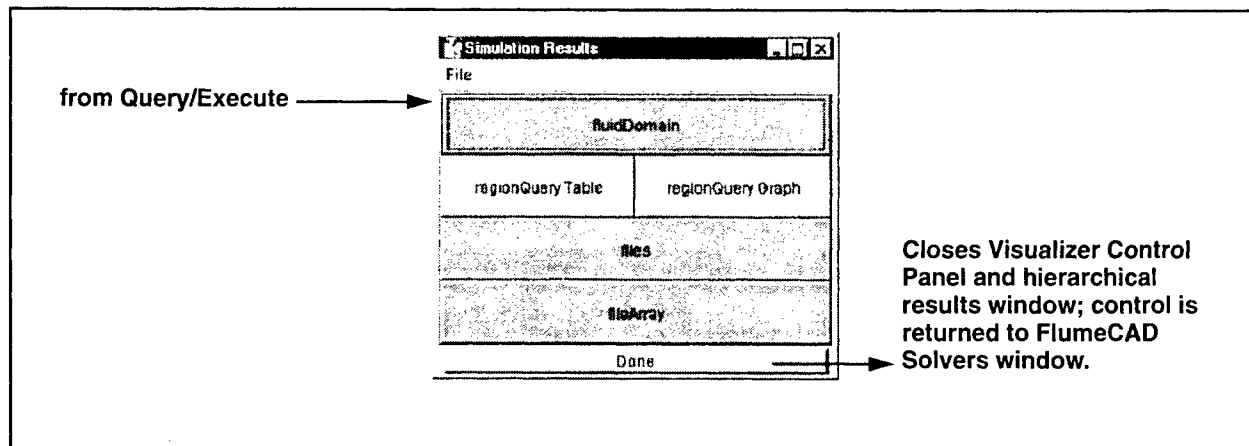 Simulation Results
File
from Query/Execute
fluidDomain
regionQuery Table
regionQuery Graph
files
fileArray
Done
Closes Visualizer Control
Panel and hierarchical
results window; control is
returned to FlumeCAD
Solvers window.